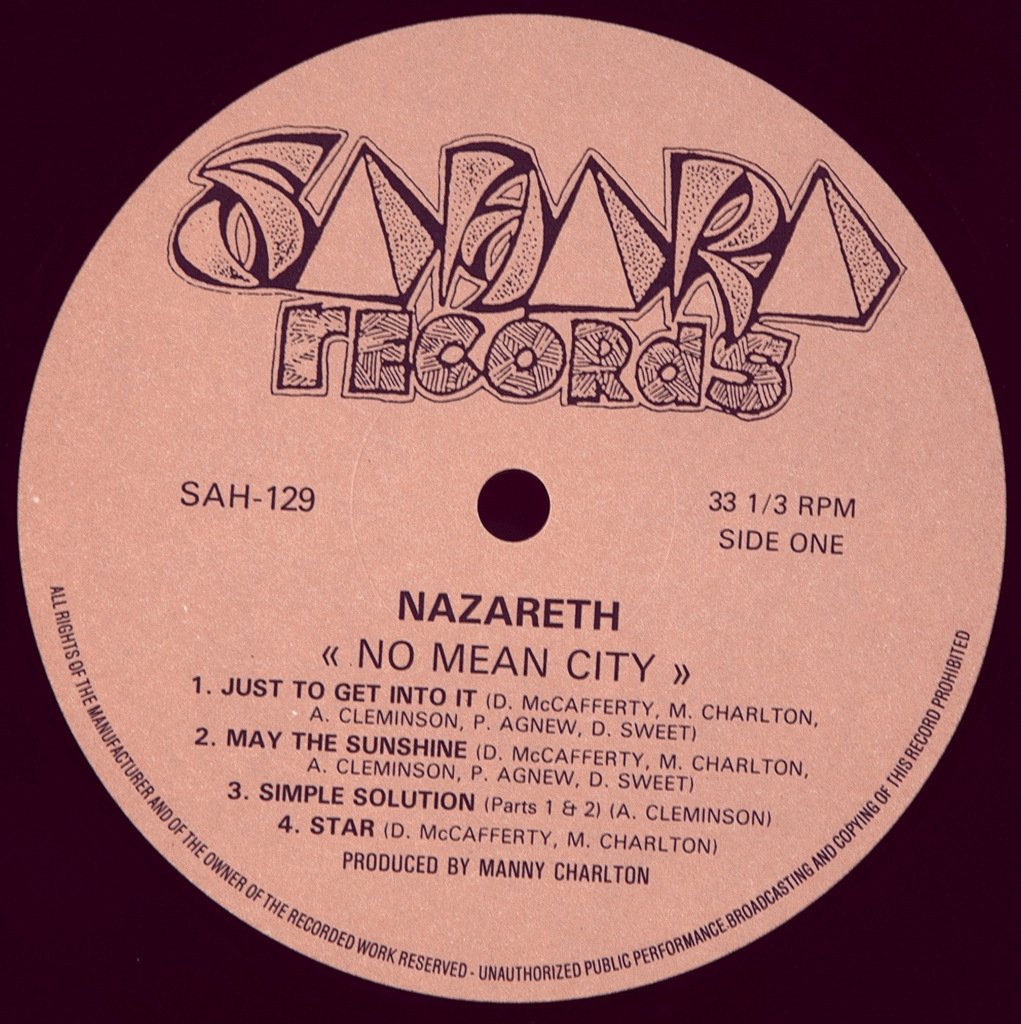 SAHARA
records
SAH-129
33 1/3 RPM
SIDE ONE
NAZARETH
« NO MEAN CITY »
1. JUST TO GET INTO IT (D. McCAFFERTY, M. CHARLTON,
A. CLEMINSON, P. AGNEW, D. SWEET)
2. MAY THE SUNSHINE (D. McCAFFERTY, M. CHARLTON,
A. CLEMINSON, P. AGNEW, D. SWEET)
3. SIMPLE SOLUTION (Parts 1 & 2) (A. CLEMINSON)
4. STAR (D. McCAFFERTY, M. CHARLTON)
PRODUCED BY MANNY CHARLTON
ALL RIGHTS OF THE MANUFACTURER AND OF THE OWNER OF THE RECORDED WORK RESERVED - UNAUTHORIZED PUBLIC PERFORMANCE.BROADCASTING AND COPYING OF THIS RECORD PROHIBITED